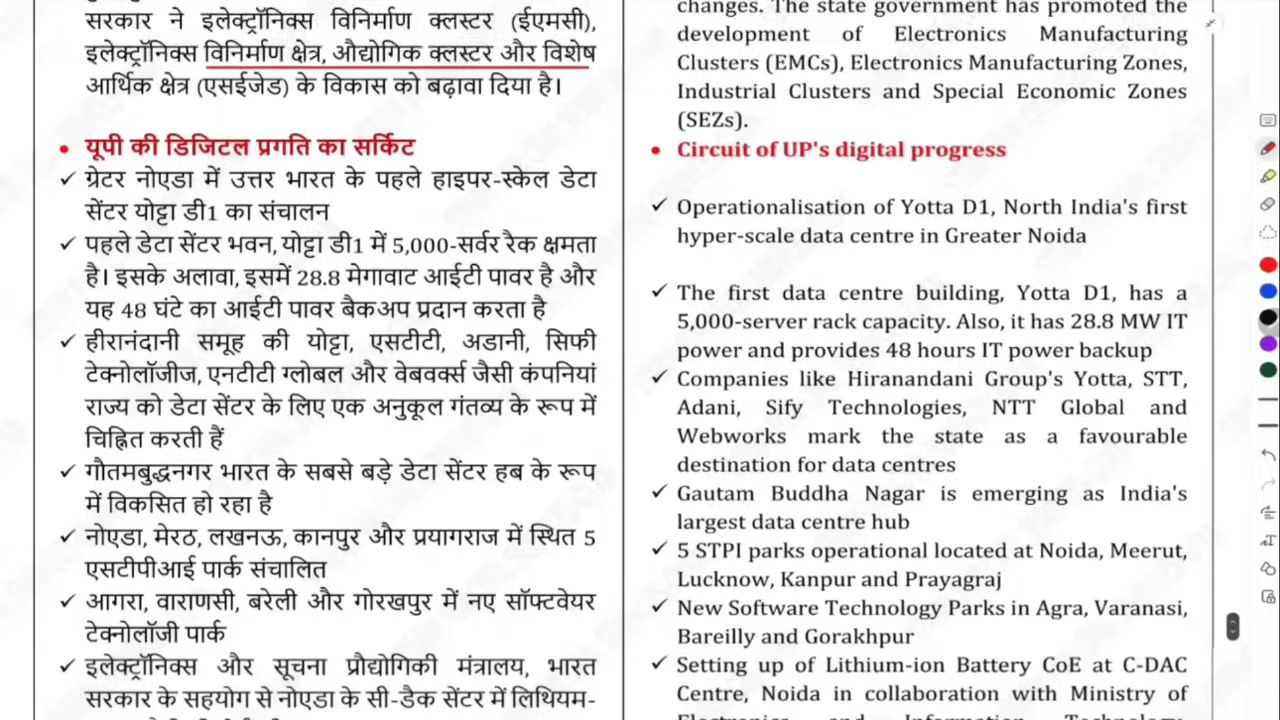 सरकार ने इलेक्ट्रॉनिक्स विनिर्माण क्लस्टर (ईएमसी),
इलेक्ट्रॉनिक्स विनिर्माण क्षेत्र, औद्योगिक क्लस्टर और विशेष
आर्थिक क्षेत्र (एसईजेड) के विकास को बढ़ावा दिया है।
• यूपी की डिजिटल प्रगति का सर्किट
✓ ग्रेटर नोएडा में उत्तर भारत के पहले हाइपर-स्केल डेटा
सेंटर योट्टा डी1 का संचालन
✓ पहले डेटा सेंटर भवन, योट्टा डी1 में 5,000-सर्वर रैक क्षमता
है। इसके अलावा, इसमें 28.8 मेगावाट आईटी पावर है और
यह 48 घंटे का आईटी पावर बैकअप प्रदान करता है
✓ हीरानंदानी समूह की योट्टा, एसटीटी, अडानी, सिफी
टेक्नोलॉजीज, एनटीटी ग्लोबल और वेबवर्क्स जैसी कंपनियां
राज्य को डेटा सेंटर के लिए एक अनुकूल गंतव्य के रूप में
चिह्नित करती हैं
✓ गौतमबुद्धनगर भारत के सबसे बड़े डेटा सेंटर हब के रूप
में विकसित हो रहा है
✓ नोएडा, मेरठ, लखनऊ, कानपुर और प्रयागराज में स्थित 5
एसटीपीआई पार्क संचालित
✓ आगरा, वाराणसी, बरेली और गोरखपुर में नए सॉफ्टवेयर
टेक्नोलॉजी पार्क
✓ इलेक्ट्रॉनिक्स और सूचना प्रौद्योगिकी मंत्रालय, भारत
सरकार के सहयोग से नोएडा के सी-डैक सेंटर में लिथियम-
changes. The state government has promoted the
development of Electronics Manufacturing
Clusters (EMCs), Electronics Manufacturing Zones,
Industrial Clusters and Special Economic Zones
(SEZs).
• Circuit of UP's digital progress
✓ Operationalisation of Yotta D1, North India's first
hyper-scale data centre in Greater Noida
✓ The first data centre building, Yotta D1, has a
5,000-server rack capacity. Also, it has 28.8 MW IT
power and provides 48 hours IT power backup
✓ Companies like Hiranandani Group's Yotta, STT,
Adani, Sify Technologies, NTT Global and
Webworks mark the state as a favourable
destination for data centres
✓ Gautam Buddha Nagar is emerging as India's
largest data centre hub
✓ 5 STPI parks operational located at Noida, Meerut,
Lucknow, Kanpur and Prayagraj
✓ New Software Technology Parks in Agra, Varanasi,
Bareilly and Gorakhpur
✓ Setting up of Lithium-ion Battery CoE at C-DAC
Centre, Noida in collaboration with Ministry of
Electronics and Information Technology,